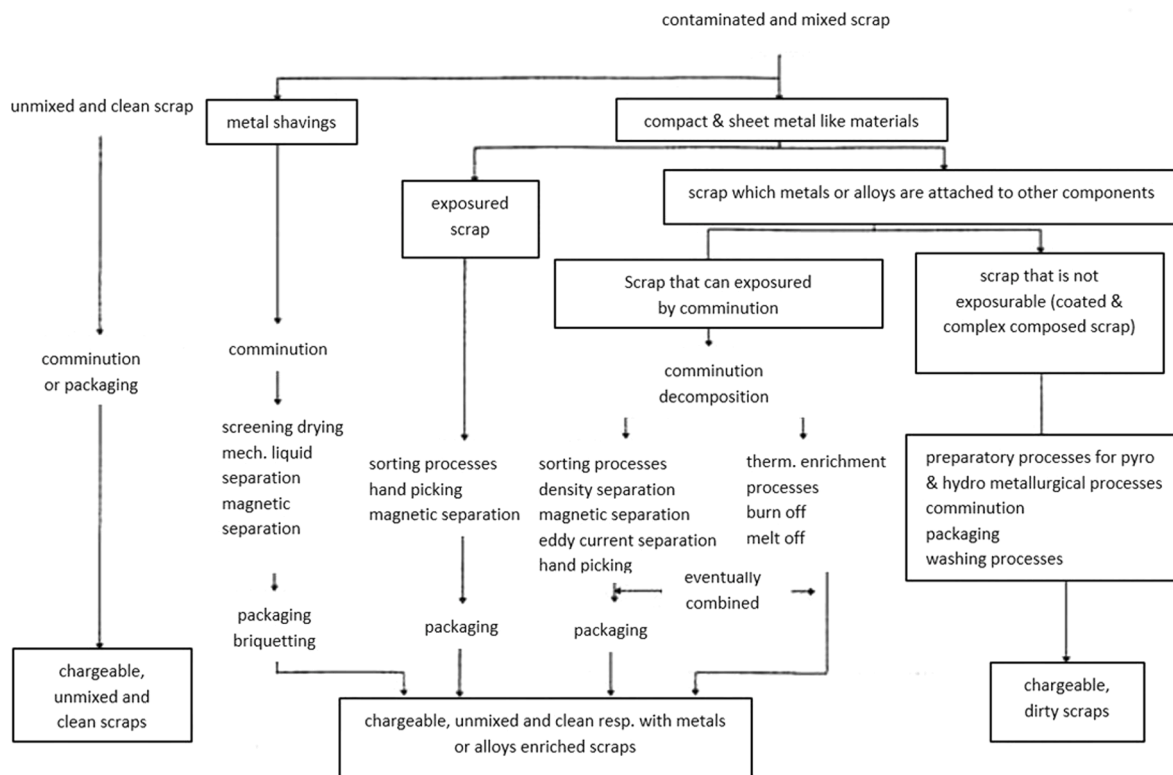 contaminated and mixed scrap
unmixed and clean scrap
metal shavings
compact & sheet metal like materials
exposured
scrap
scrap which metals or alloys are attached to other components
Scrap that can exposured
by comminution
scrap that is not
exposurable (coated &
complex composed scrap)
comminution
or packaging
comminution
comminution
decomposition
screening drying
mech. liquid
separation
magnetic
separation
sorting processes
hand picking
magnetic separation
sorting processes
density separation
magnetic separation
eddy current separation
hand picking
therm. enrichment
processes
burn off
melt off
preparatory processes for pyro
& hydro metallurgical processes
comminution
packaging
washing processes
eventually
combined
packaging
briquetting
packaging
packaging
chargeable,
unmixed and
clean scraps
chargeable, unmixed and clean resp. with metals
or alloys enriched scraps
chargeable,
dirty scraps